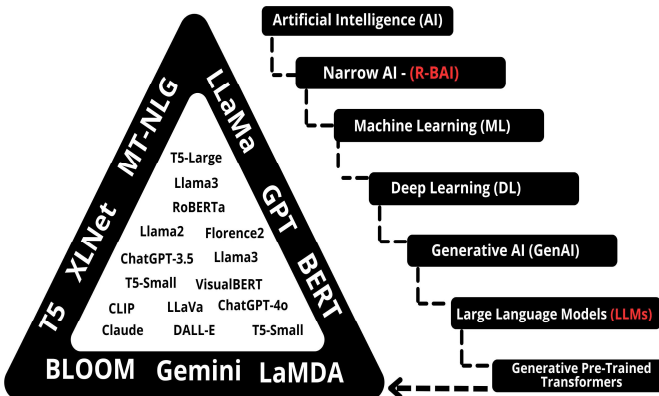 Artificial Intelligence (AI)
Narrow AI - (R-BAI)
Machine Learning (ML)
Deep Learning (DL)
Generative AI (GenAI)
Large Language Models (LLMs)
Generative Pre-Trained
Transformers
MT-NLG
XLNet
T5
LLaMa
GPT
BERT
T5-Large
Llama3
RoBERTa
Llama2 Florence2
ChatGPT-3.5 Llama3
T5-Small VisualBERT
CLIP LLaVa ChatGPT-4o
Claude DALL-E T5-Small
BLOOM Gemini LaMDA